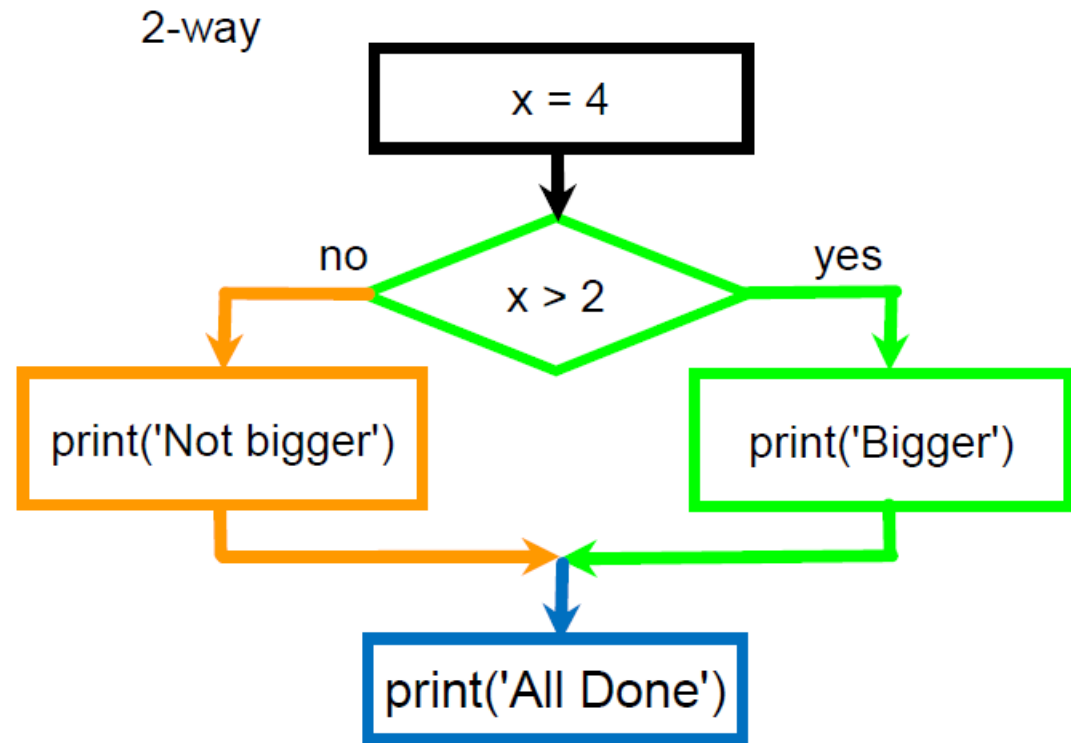 2-way
x = 4
no
yes
x > 2
print('Not bigger')
print('Bigger')
print('All Done')